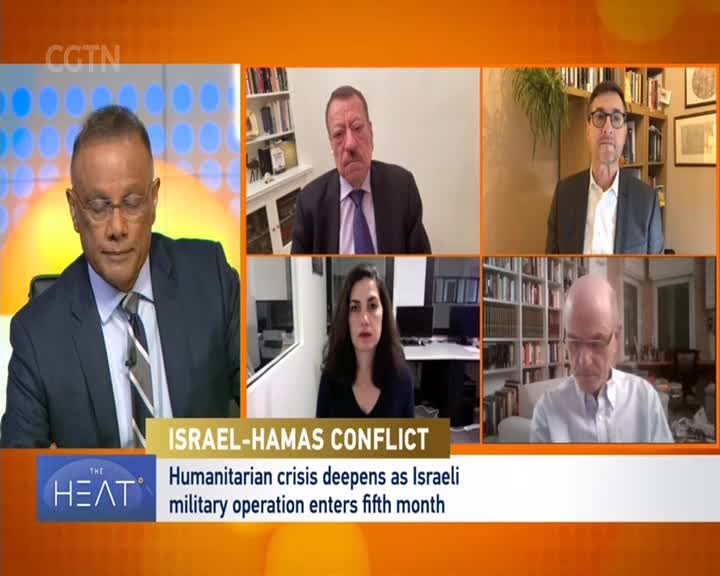 CGTN
ISRAEL-HAMAS CONFLICT
THE
HEAT
Humanitarian crisis deepens as Israeli
military operation enters fifth month